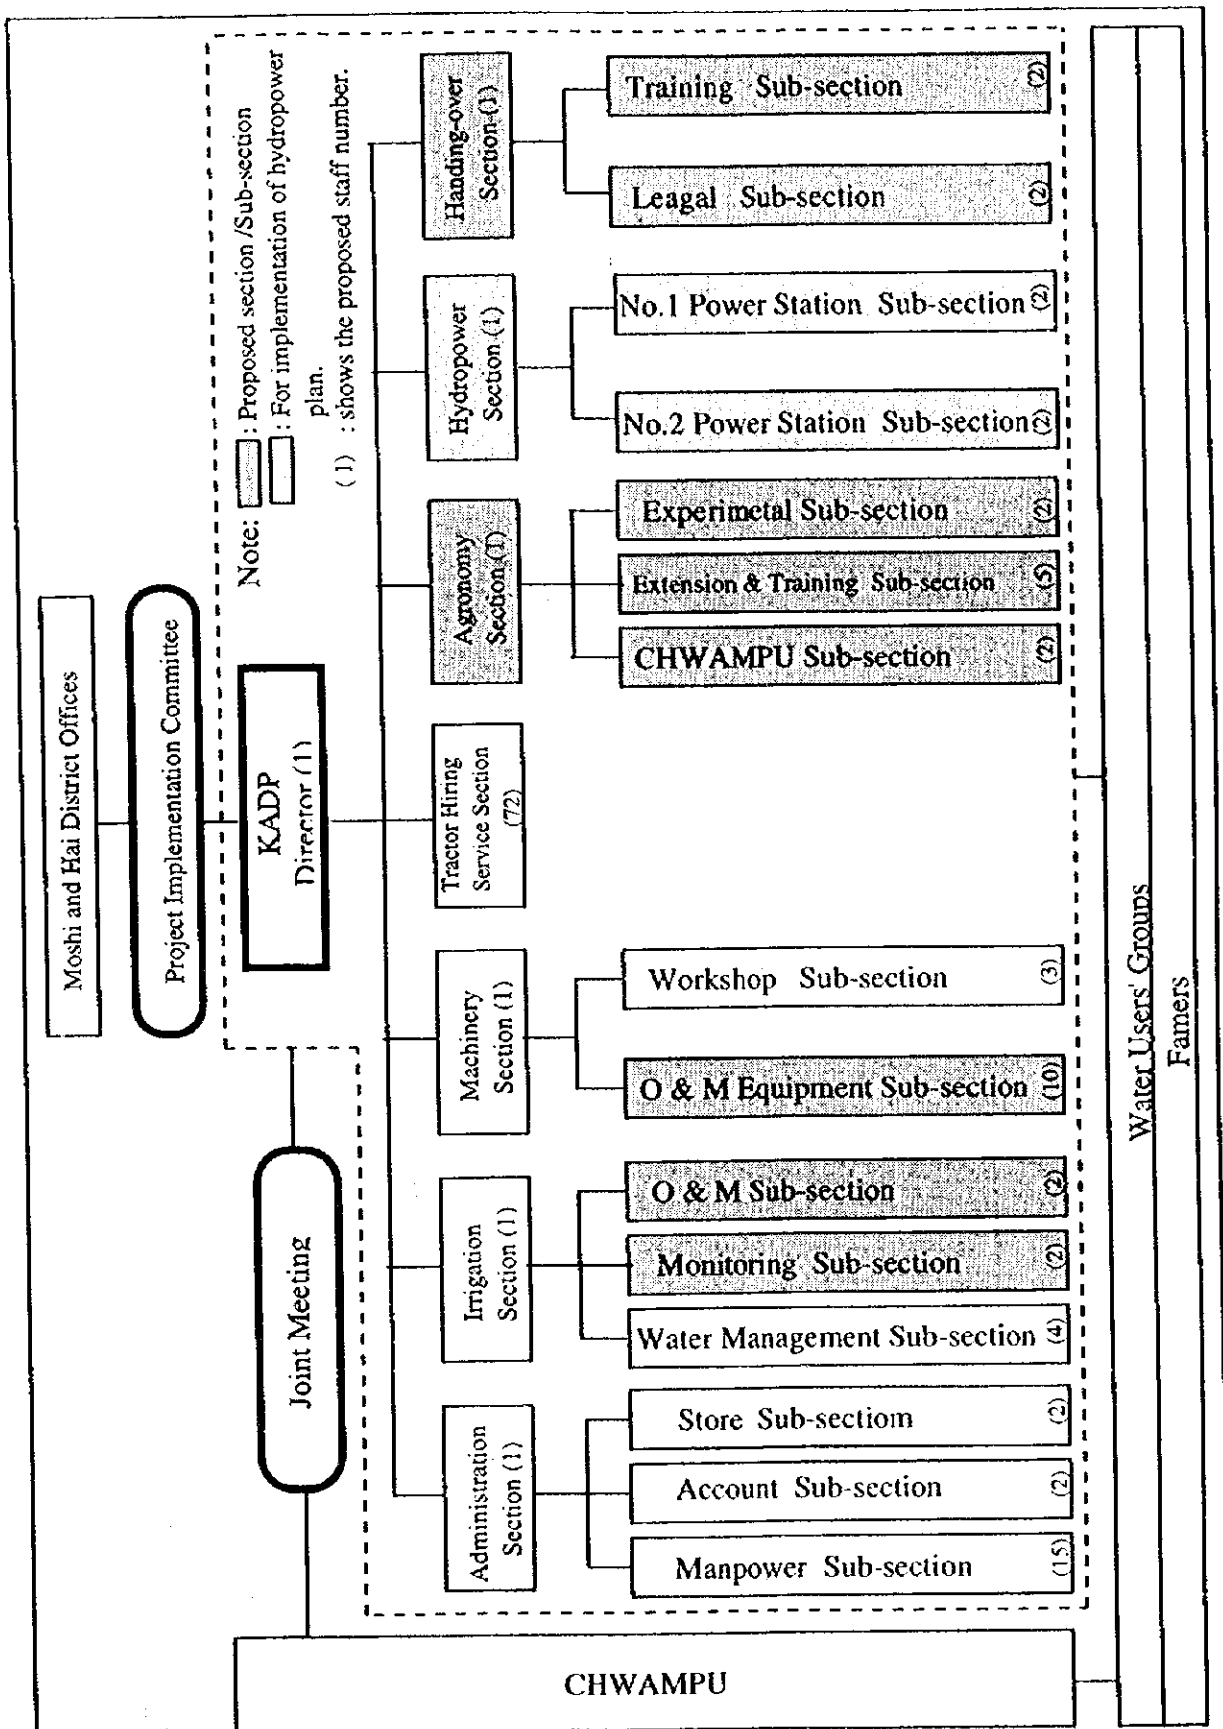 Moshi and Hai District Offices
Project Implementation Committee
KADP
Director (1)
Note: : Proposed section /Sub-section
: For implementation of hydropower
plan.
(1) : shows the proposed staff number.
Joint Meeting
CHWAMPU
Administration
Section (1)
Manpower Sub-section (15)
Account Sub-section (2)
Store Sub-sectiom (2)
Irrigation
Section (1)
Water Management Sub-section (4)
Monitoring Sub-section (2)
O & M Sub-section (2)
Machinery
Section (1)
O & M Equipment Sub-section (10)
Workshop Sub-section (3)
Tractor Hiring
Service Section
(72)
Agronomy
Section (1)
CHWAMPU Sub-section (2)
Extension & Training Sub-section (5)
Experimetal Sub-section (2)
Hydropower
Section (1)
No.2 Power Station Sub-section (2)
No.1 Power Station Sub-section (2)
Handing-over
Section (1)
Leagal Sub-section (2)
Training Sub-section (2)
Water Users' Groups
Famers